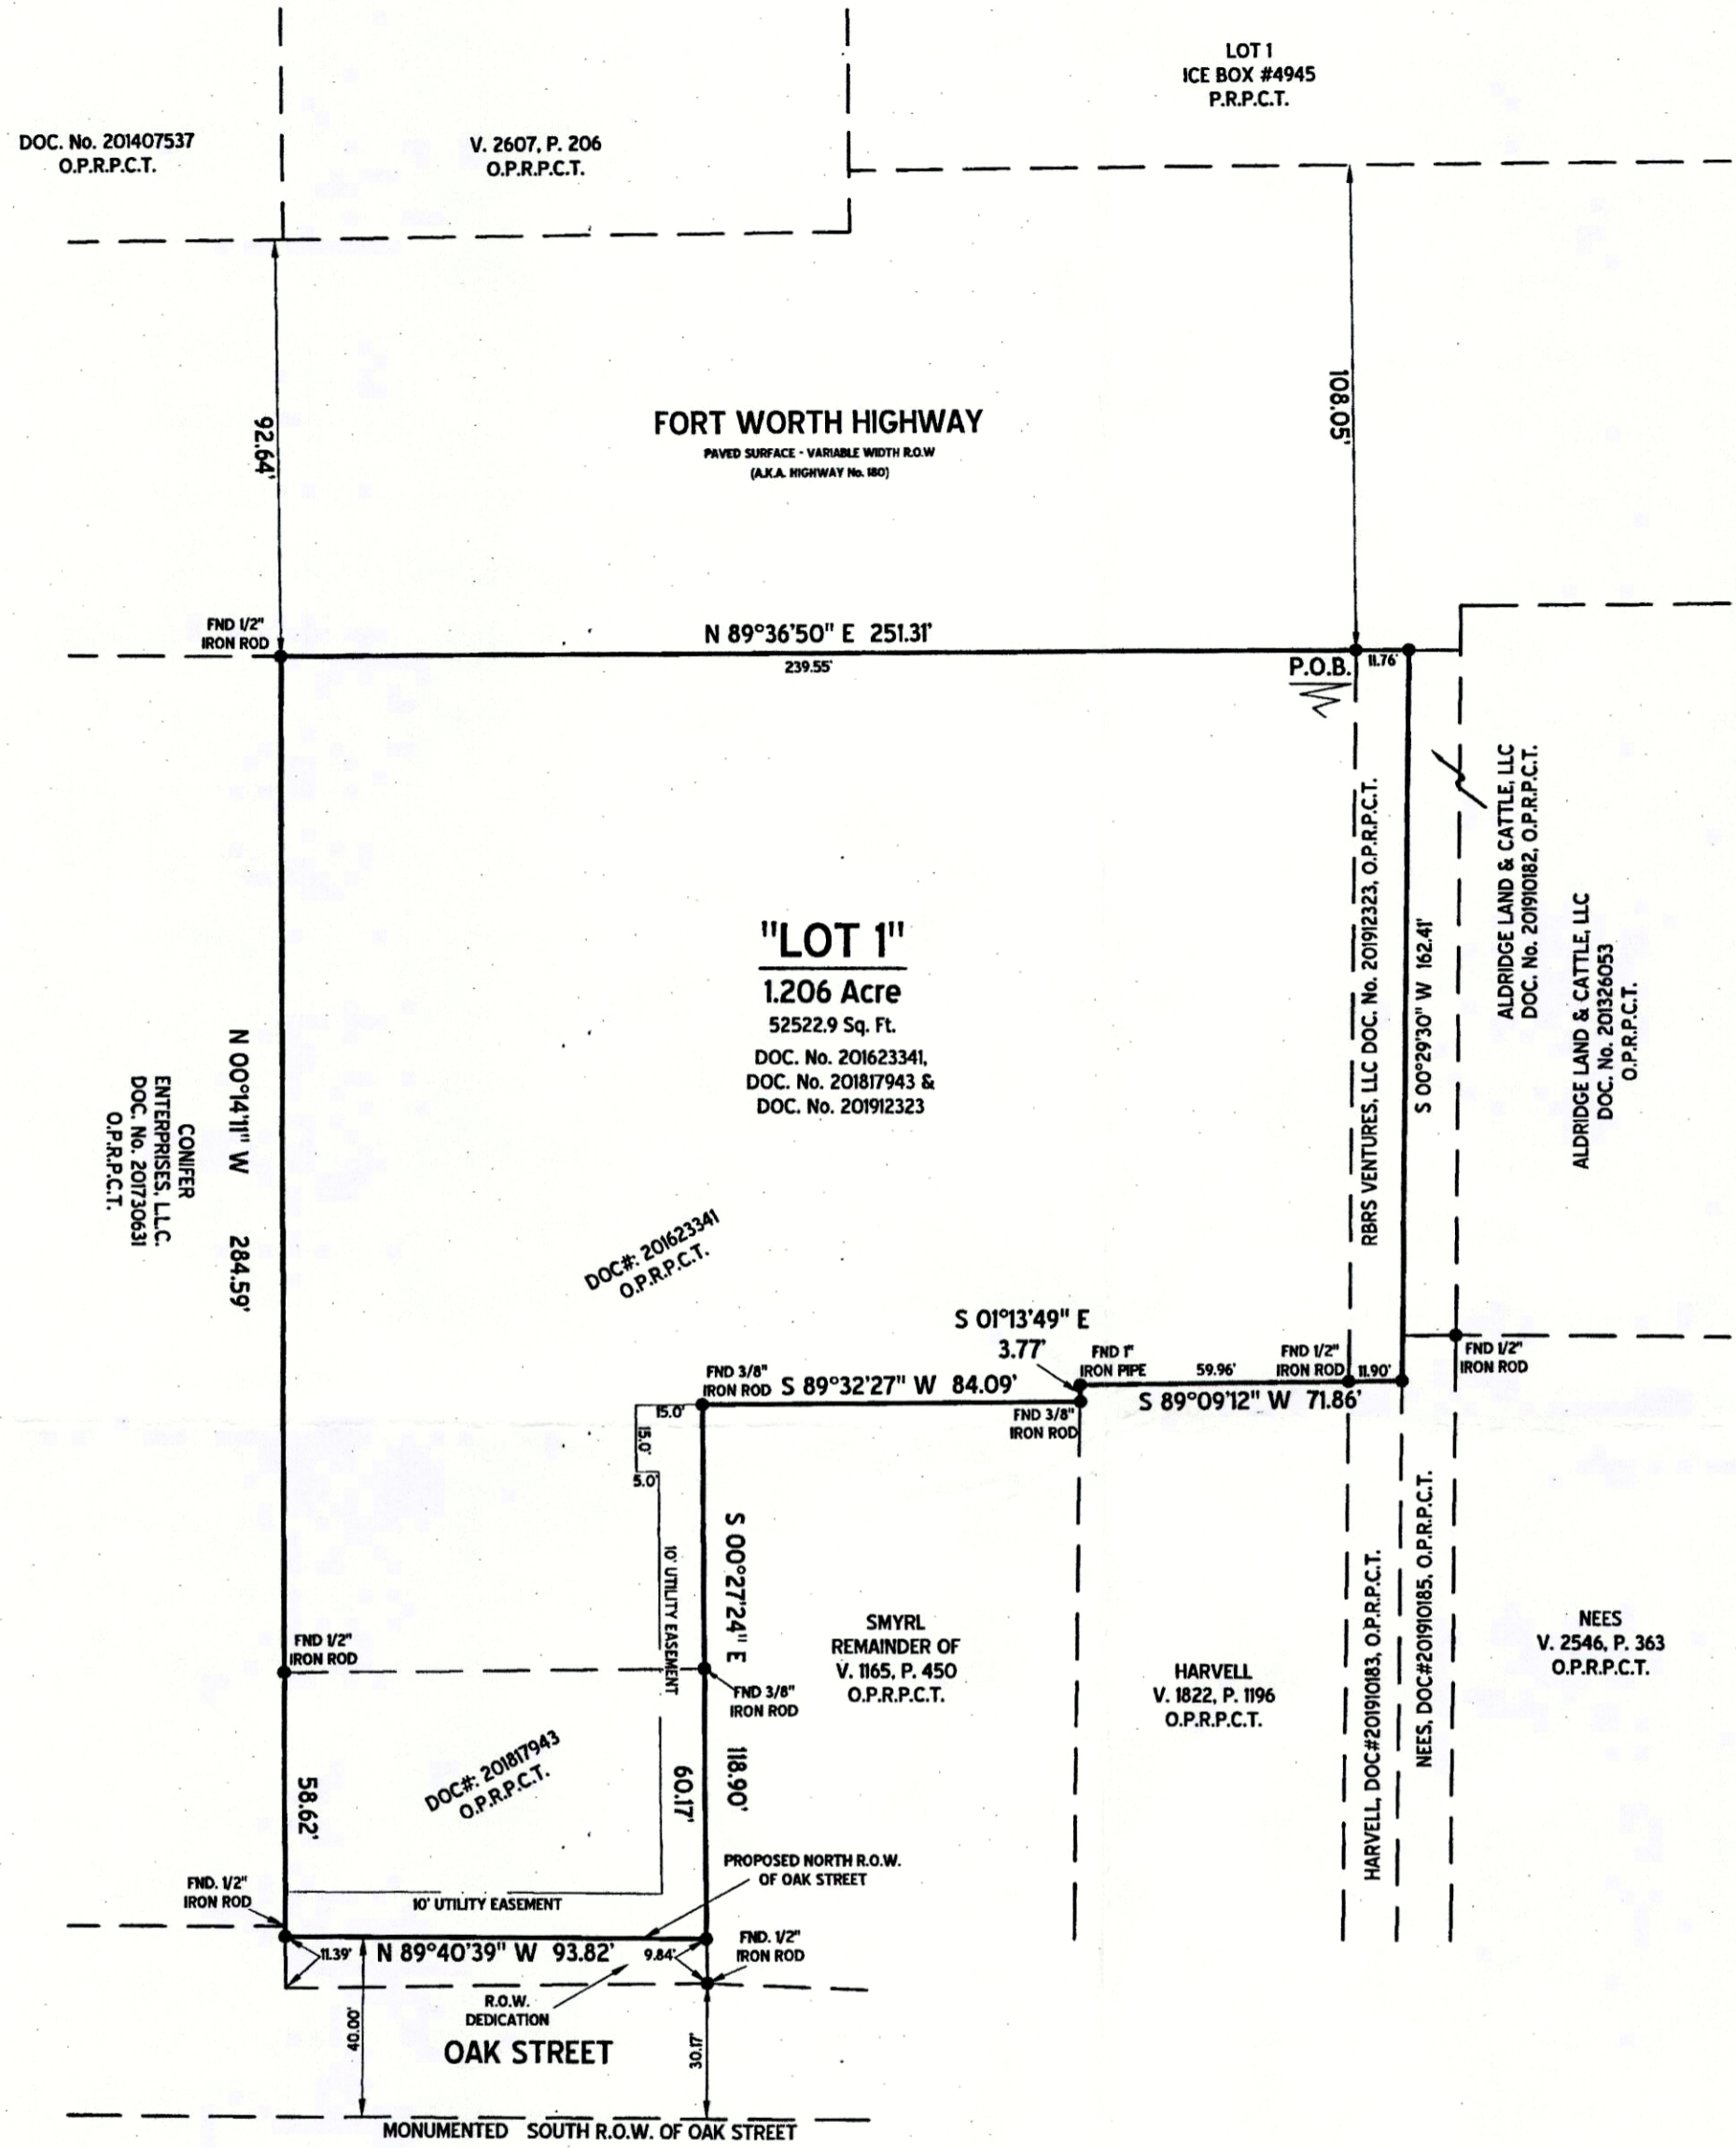 LOT 1
ICE BOX #4945
P.R.P.C.T.
DOC. No. 201407537
O.P.R.P.C.T.
V. 2607, P. 206
O.P.R.P.C.T.
92.64'
108.05'
FORT WORTH HIGHWAY
PAVED SURFACE - VARIABLE WIDTH R.O.W
(A.K.A. HIGHWAY No. 180)
FND 1/2"
IRON ROD
N 89°36'50" E 251.31'
239.55'
P.O.B.
11.76'
ALDRIDGE LAND & CATTLE, LLC
DOC. No. 201910182, O.P.R.P.C.T.
ALDRIDGE LAND & CATTLE, LLC
DOC. No. 201326053
O.P.R.P.C.T.
RBRS VENTURES, LLC DOC. No. 201912323, O.P.R.P.C.T.
S 00°29'30" W 162.41'
"LOT 1"
1.206 Acre
52522.9 Sq. Ft.
DOC. No. 201623341,
DOC. No. 201817943 &
DOC. No. 201912323
N 00°14'11" W 284.59'
CONIFER
ENTERPRISES, L.L.C.
DOC. No. 201730631
O.P.R.P.C.T.
DOC#: 201623341
O.P.R.P.C.T.
S 01°13'49" E
3.77'
FND 1"
IRON PIPE
59.96'
FND 1/2"
IRON ROD
11.90'
FND 1/2"
IRON ROD
FND 3/8"
IRON ROD
S 89°32'27" W 84.09'
S 89°09'12" W 71.86'
FND 3/8"
IRON ROD
15.0'
15.0'
5.0'
10' UTILITY EASEMENT
S 00°27'24" E 118.90'
FND 1/2"
IRON ROD
FND 3/8"
IRON ROD
SMYRL
REMAINDER OF
V. 1165, P. 450
O.P.R.P.C.T.
HARVELL
V. 1822, P. 1196
O.P.R.P.C.T.
HARVELL, DOC#201910183, O.P.R.P.C.T.
NEES, DOC#201910185, O.P.R.P.C.T.
NEES
V. 2546, P. 363
O.P.R.P.C.T.
DOC#: 201817943
O.P.R.P.C.T.
58.62'
60.17'
PROPOSED NORTH R.O.W.
OF OAK STREET
FND. 1/2"
IRON ROD
10' UTILITY EASEMENT
11.39'
N 89°40'39" W 93.82'
9.84'
FND. 1/2"
IRON ROD
R.O.W.
DEDICATION
40.00'
OAK STREET
30.17'
MONUMENTED SOUTH R.O.W. OF OAK STREET